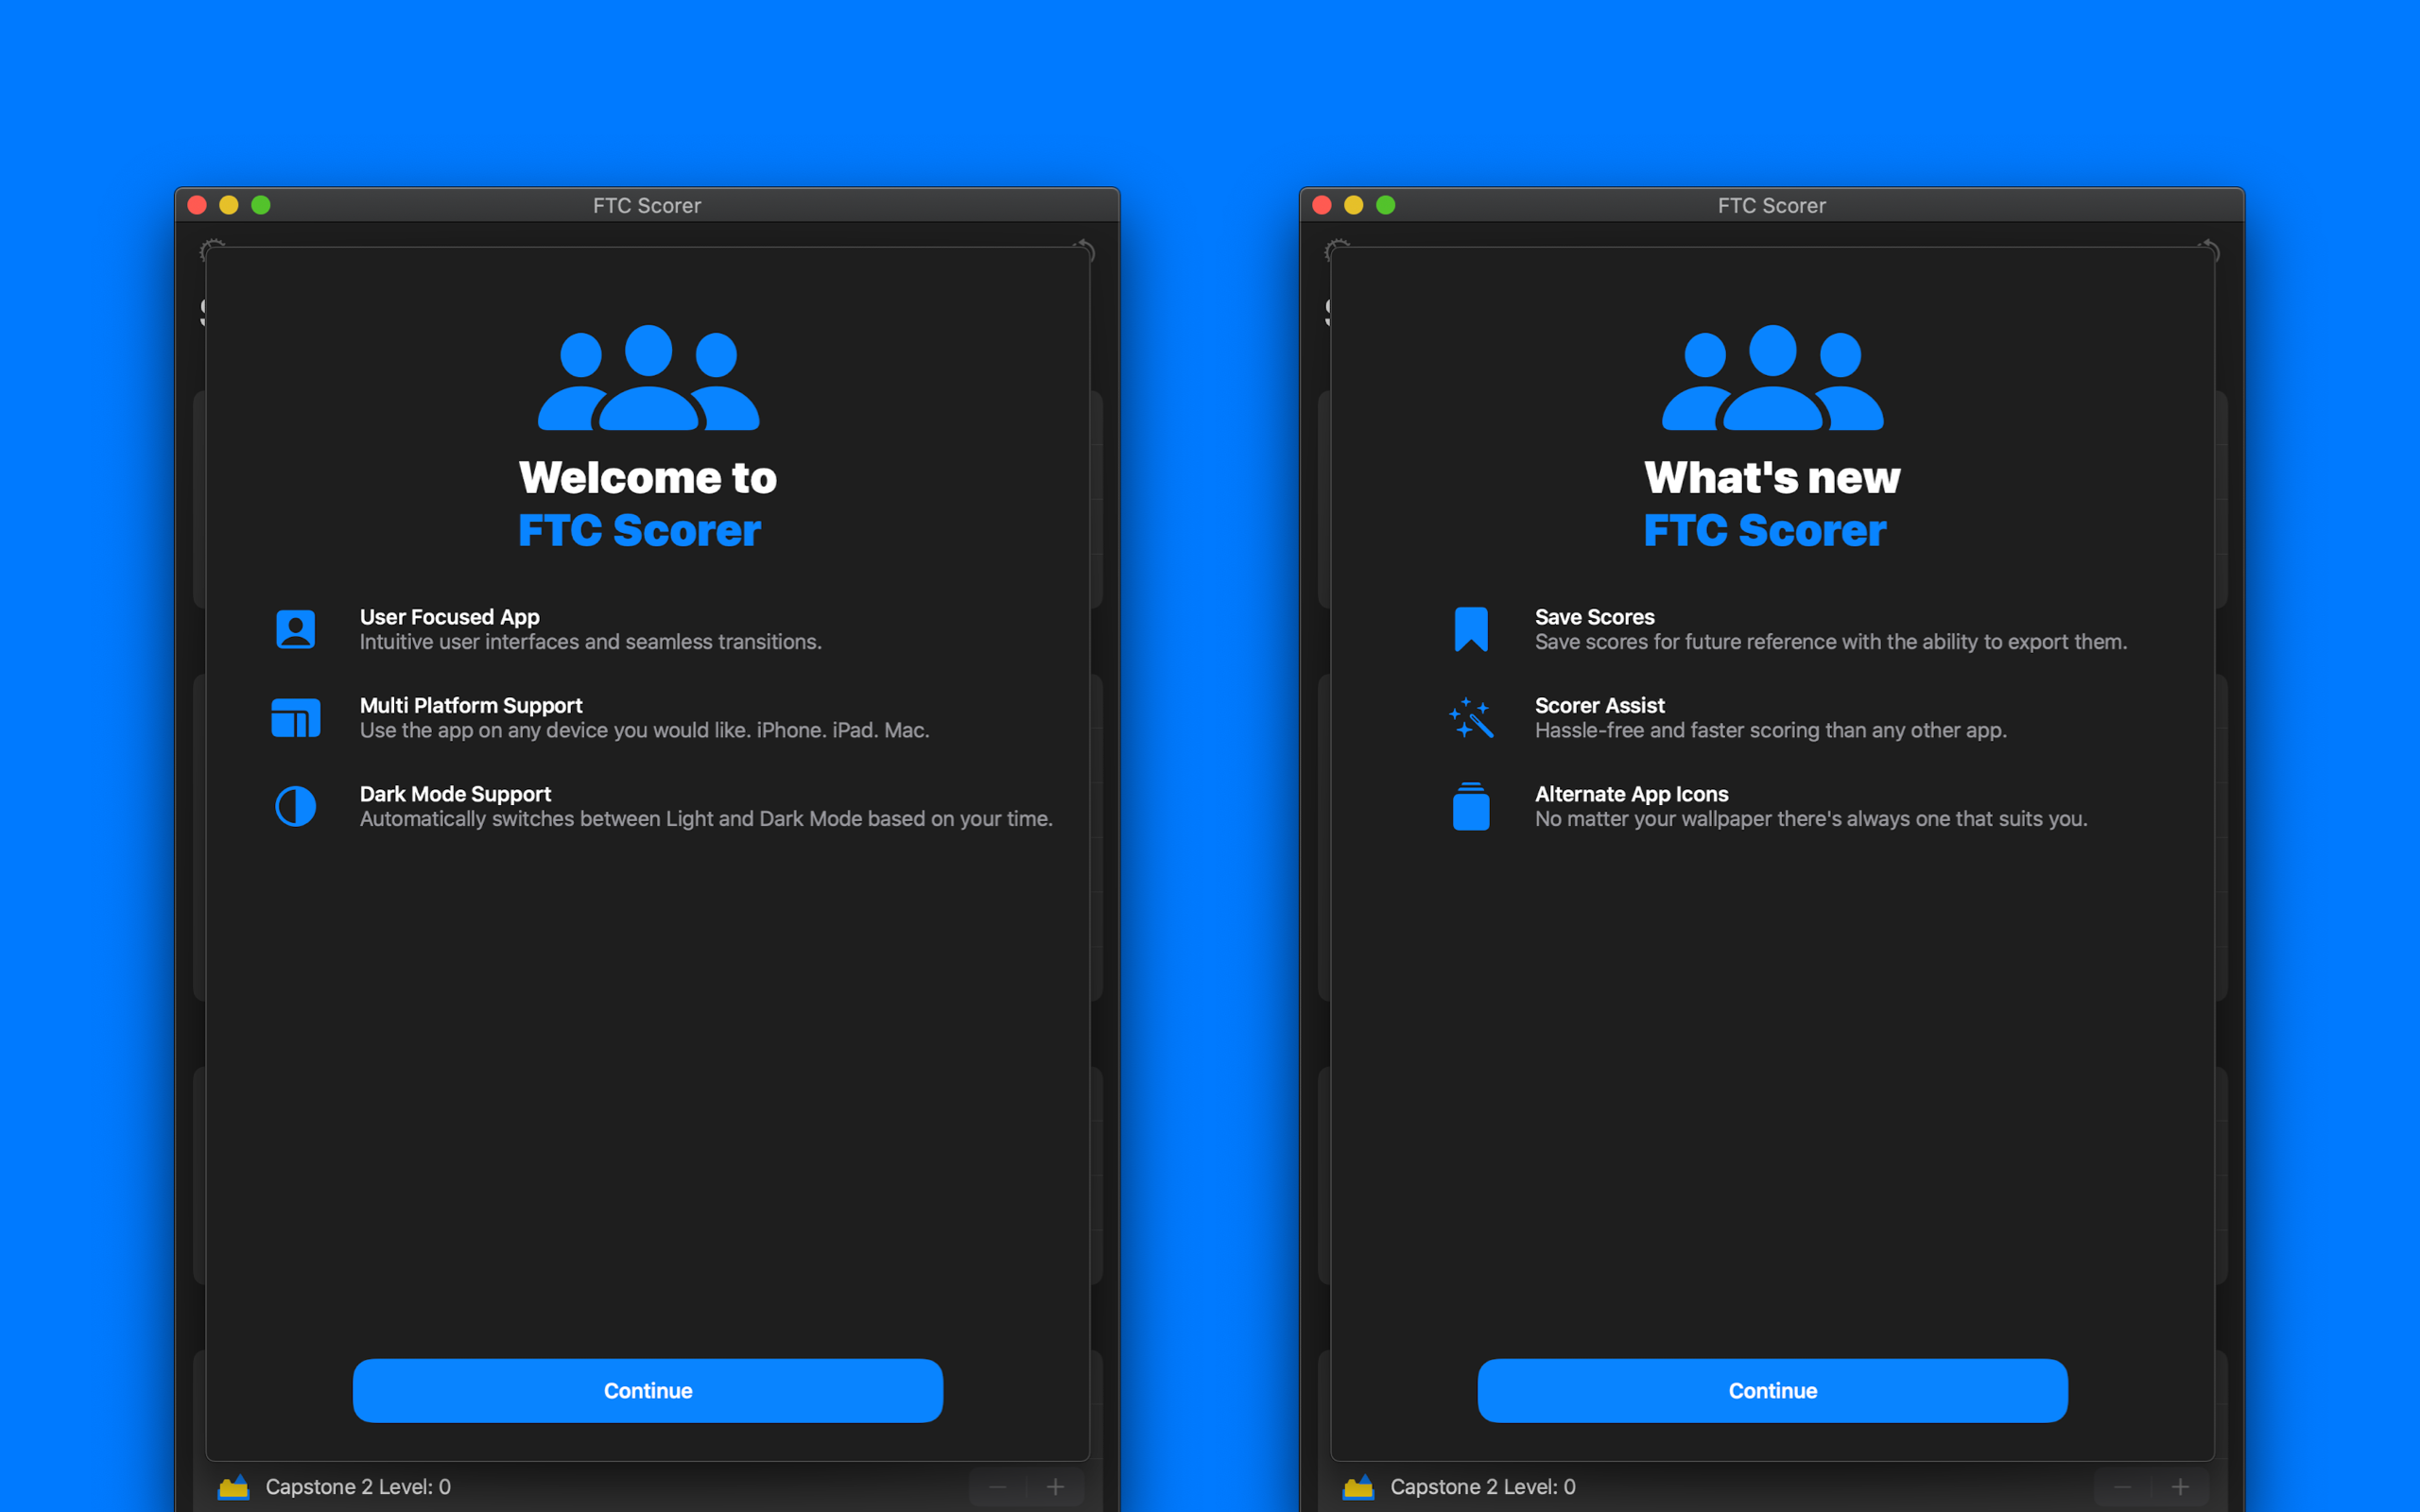 FTC Scorer
Welcome to
FTC Scorer
User Focused App
Intuitive user interfaces and seamless transitions.
Multi Platform Support
Use the app on any device you would like. iPhone. iPad. Mac.
Dark Mode Support
Automatically switches between Light and Dark Mode based on your time.
Continue
Capstone 2 Level: 0
FTC Scorer
What's new
FTC Scorer
Save Scores
Save scores for future reference with the ability to export them.
Scorer Assist
Hassle-free and faster scoring than any other app.
Alternate App Icons
No matter your wallpaper there's always one that suits you.
Continue
Capstone 2 Level: 0